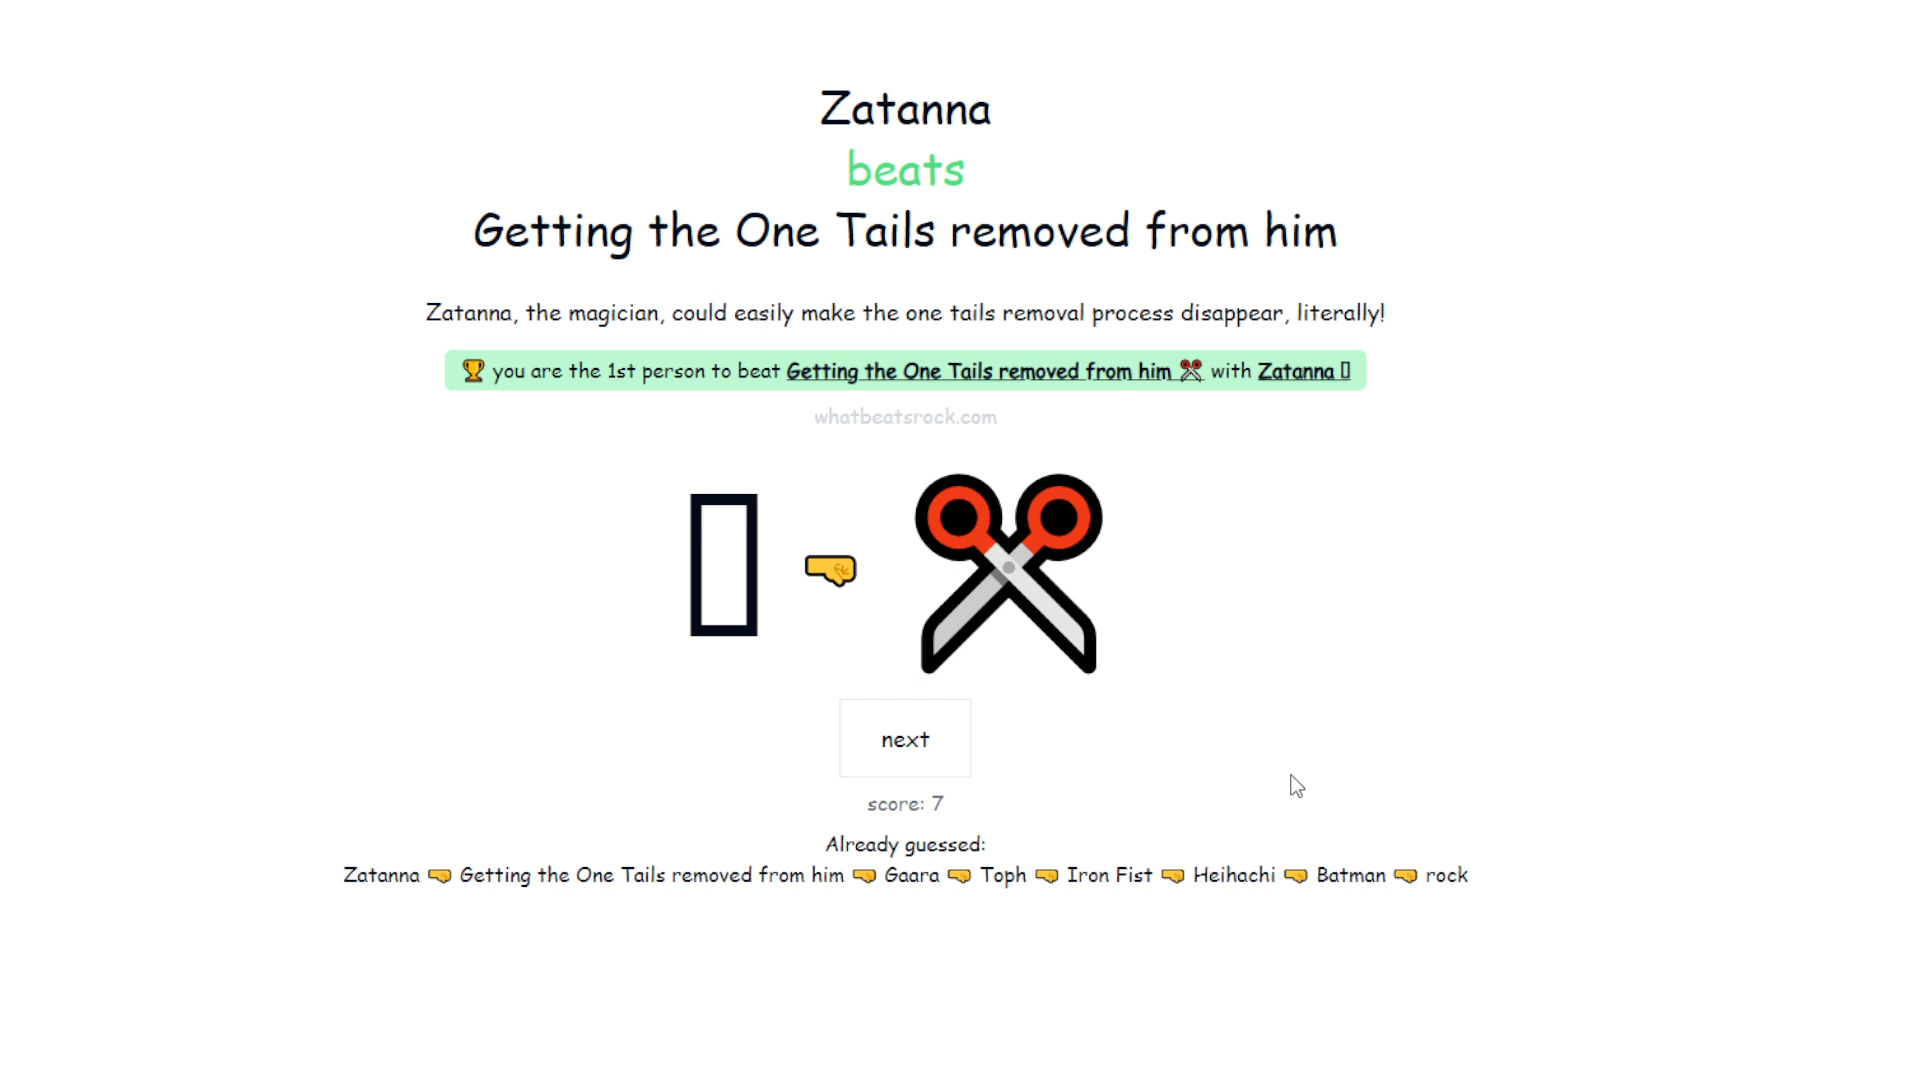 Zatanna
beats
Getting the One Tails removed from him
Zatanna, the magician, could easily make the one tails removal process disappear, literally!
🏆 you are the 1st person to beat Getting the One Tails removed from him ✂️ with Zatanna ▯
whatbeatsrock.com
next
score: 7
Already guessed:
Zatanna 🤜 Getting the One Tails removed from him 🤜 Gaara 🤜 Toph 🤜 Iron Fist 🤜 Heihachi 🤜 Batman 🤜 rock